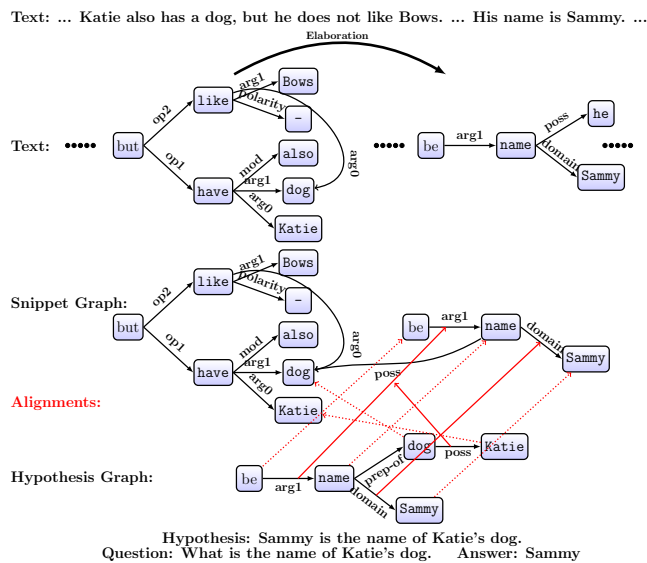 Text: ... Katie also has a dog, but he does not like Bows. ... His name is Sammy. ...
Elaboration
Text:
but
op2
like
arg1
Bows
Polarity
-
arg0
op1
have
mod
also
arg1
dog
arg0
Katie
be
arg1
name
poss
he
domain
Sammy
Snippet Graph:
but
op2
like
arg1
Bows
Polarity
-
arg0
op1
have
mod
also
arg1
dog
arg0
Katie
be
arg1
name
domain
Sammy
poss
Alignments:
Hypothesis Graph:
be
arg1
name
prep-of
dog
poss
Katie
domain
Sammy
Hypothesis: Sammy is the name of Katie's dog.
Question: What is the name of Katie's dog. Answer: Sammy